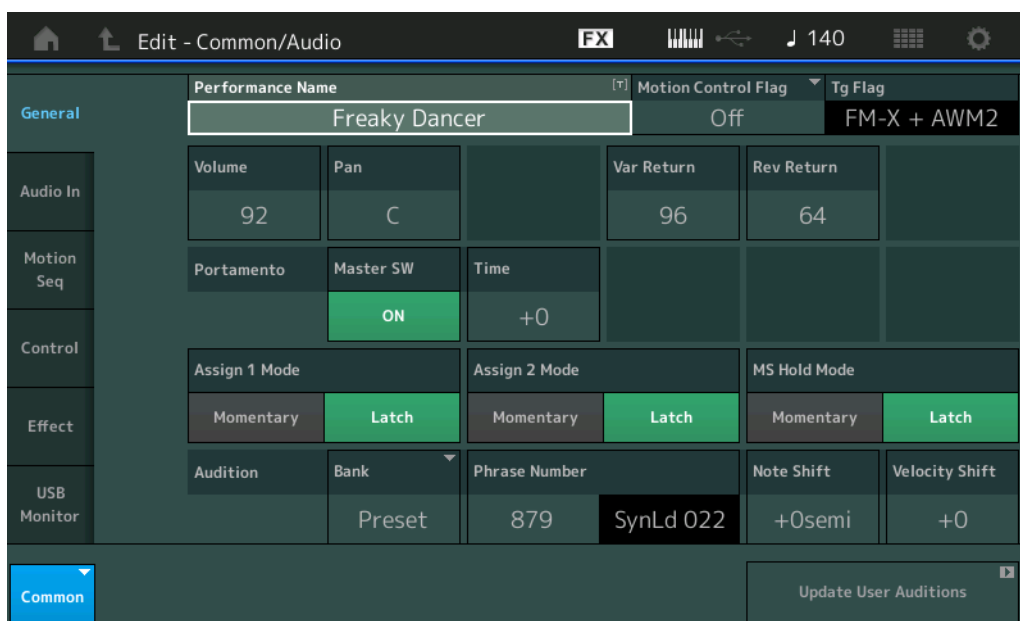 Edit - Common/Audio FX ♩ 140
Performance Name [T] Motion Control Flag Tg Flag
General Freaky Dancer Off FM-X + AWM2
Volume Pan Var Return Rev Return
Audio In
92 C 96 64
Motion
Seq
Portamento Master SW Time
ON +0
Control
Assign 1 Mode Assign 2 Mode MS Hold Mode
Effect Momentary Latch Momentary Latch Momentary Latch
Audition Bank Phrase Number Note Shift Velocity Shift
USB
Monitor
Preset 879 SynLd 022 +0semi +0
Common Update User Auditions